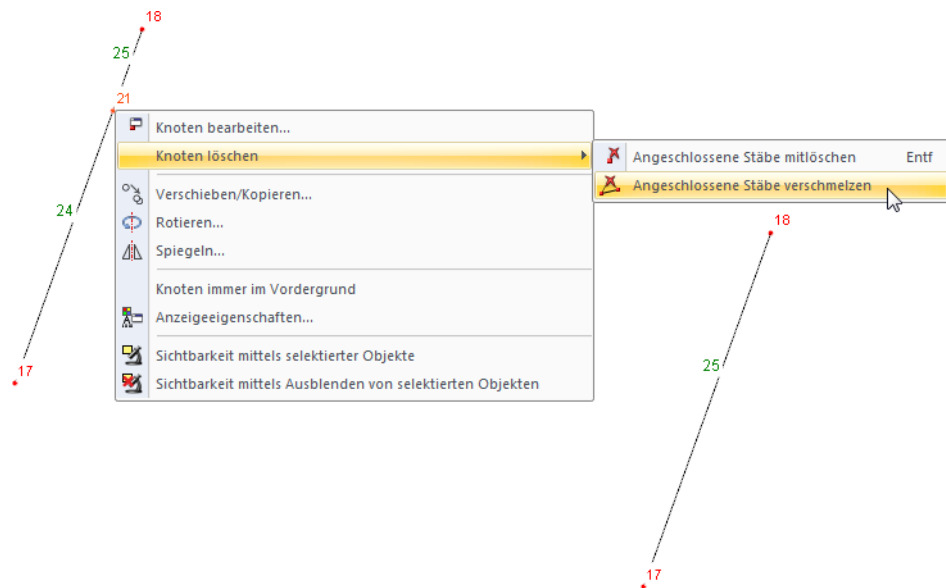 18
25
21
Knoten bearbeiten...
Knoten löschen
Angeschlossene Stäbe mitlöschen Entf
Angeschlossene Stäbe verschmelzen
Verschieben/Kopieren...
24
18
Rotieren...
Spiegeln...
Knoten immer im Vordergrund
Anzeigeeigenschaften...
Sichtbarkeit mittels selektierter Objekte
25
17
Sichtbarkeit mittels Ausblenden von selektierten Objekten
17